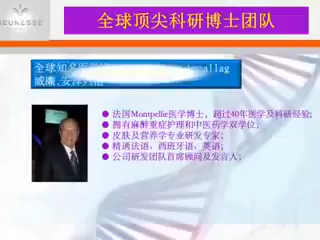 JEUNESSE
全球顶尖科研博士团队
全球知名医 allag
威廉.安
● 法国Montpellie医学博士、超过40年医学及科研经验;
● 拥有麻醉重症护理和中医药学双学位;
● 皮肤及营养学专业研发专家;
● 精通法语、西班牙语、英语;
● 公司研发团队首席顾问及发言人;